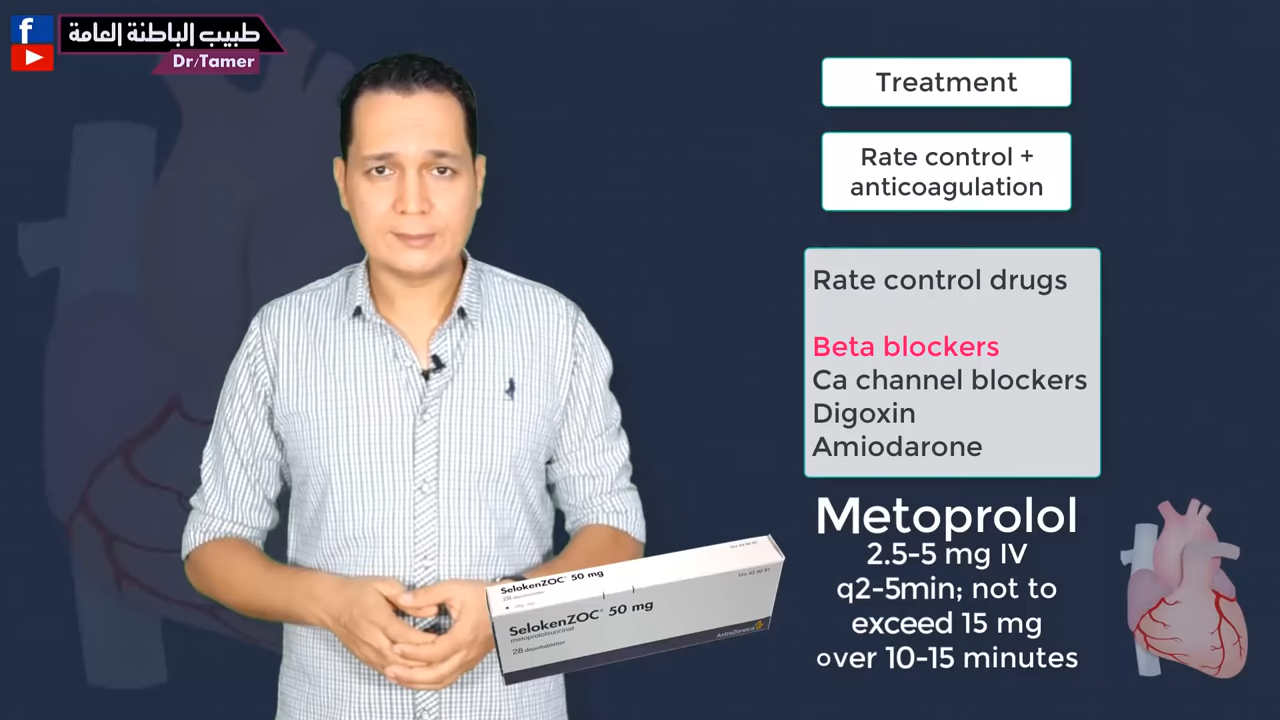 f
طبيب الباطنة العامة
Dr/Tamer
Treatment
Rate control +
anticoagulation
Rate control drugs
Beta blockers
Ca channel blockers
Digoxin
Amiodarone
Metoprolol
2.5-5 mg IV
q2-5min; not to
exceed 15 mg
over 10-15 minutes
SelokenZOC® 50 mg
28 depottabletter
SelokenZOC® 50 mg
metoprololsuccinat
28 depottabletter
AstraZeneca